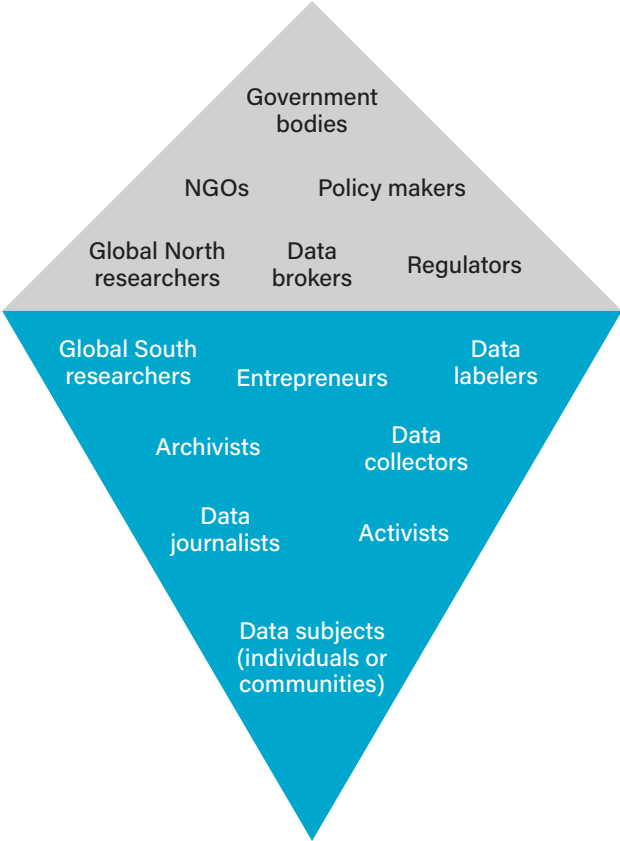 Government
bodies
NGOs
Policy makers
Global North
researchers
Data
brokers
Regulators
Global South
researchers
Entrepreneurs
Data
labelers
Archivists
Data
collectors
Data
journalists
Activists
Data subjects
(individuals or
communities)